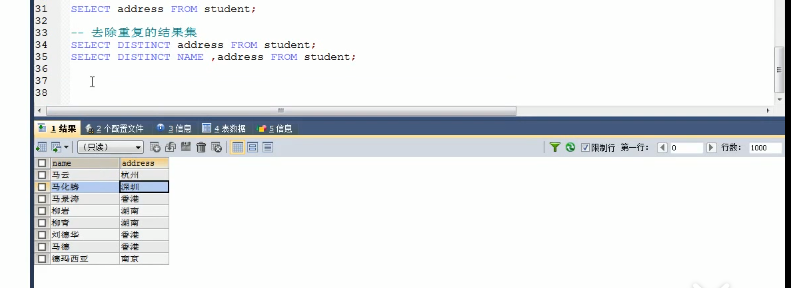 31 SELECT address FROM student;
32
33 -- 去除重复的结果集
34 SELECT DISTINCT address FROM student;
35 SELECT DISTINCT NAME ,address FROM student;
36
37
38
1 结果 2 个配置文件 3 信息 4 表数据 5 信息
(只读) 限制行 第一行: 0 行数: 1000
name address
马云 杭州
马化腾 深圳
马景涛 香港
柳岩 湖南
柳青 湖南
刘德华 香港
马德 香港
德玛西亚 南京